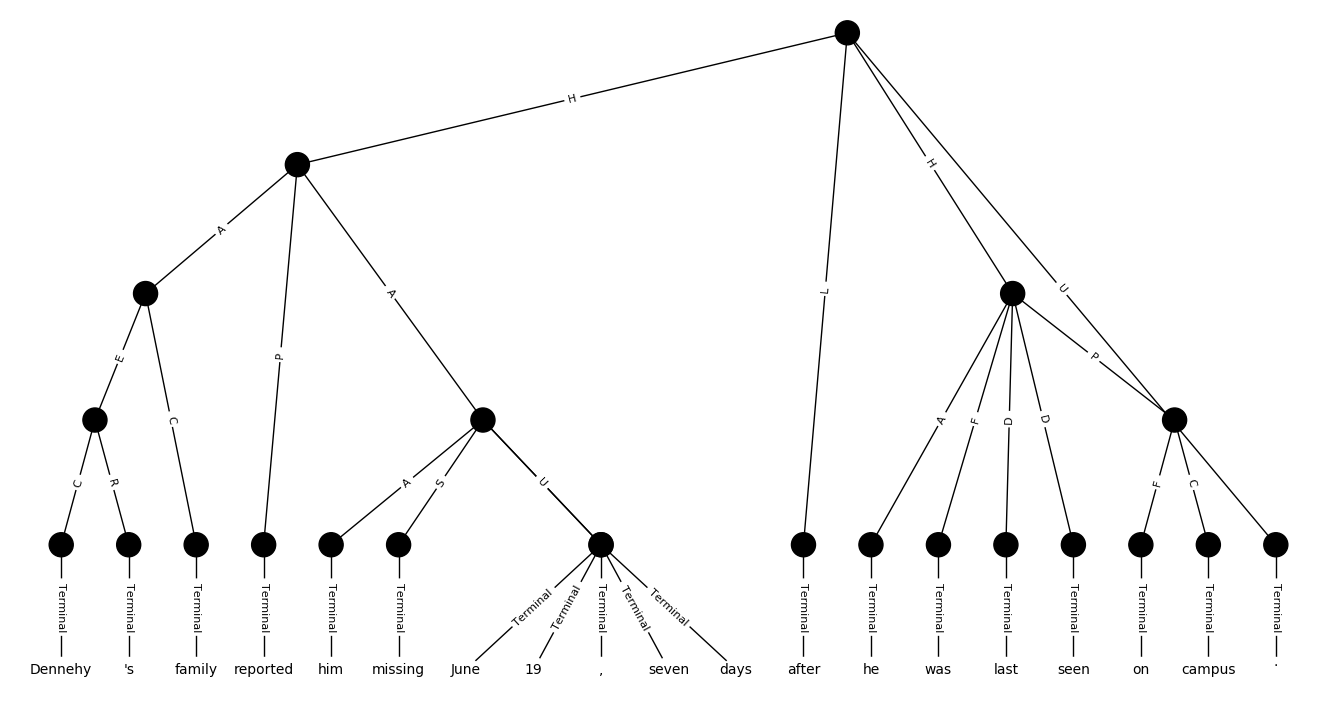 H
H
A
A
L
U
E
P
P
C
A
F
D
D
C
R
A
S
U
F
C
Terminal Terminal Terminal Terminal Terminal Terminal Terminal Terminal Terminal Terminal Terminal Terminal Terminal Terminal Terminal Terminal Terminal Terminal Terminal
Dennehy 's family reported him missing June 19 , seven days after he was last seen on campus .